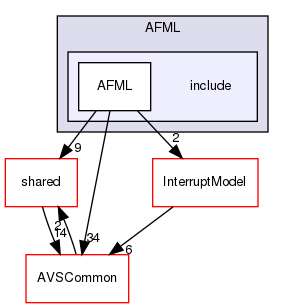 AFML
AFML
include
9
2
shared
InterruptModel
2
14
34
6
AVSCommon